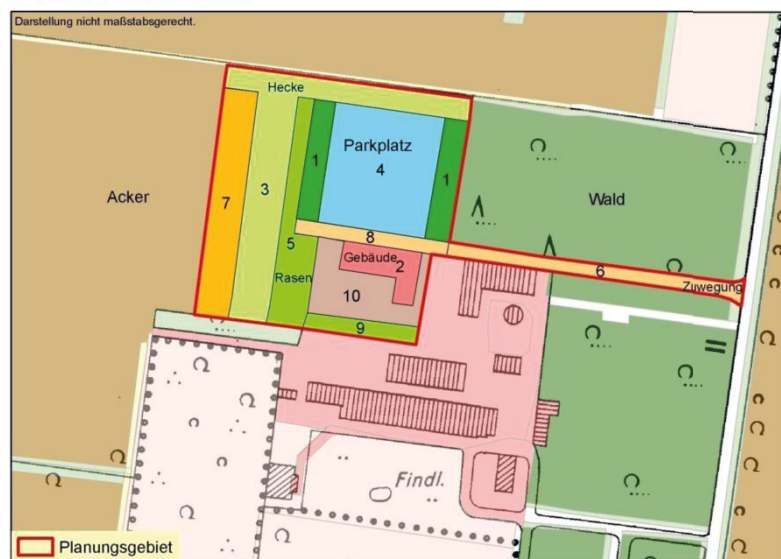 Darstellung nicht maßstabsgerecht.
Hecke
Parkplatz
1
4
1
Wald
Acker
7
3
5
8
Gebäude
2
6
Rasen
Zuwegung
10
9
Findl.
Planungsgebiet